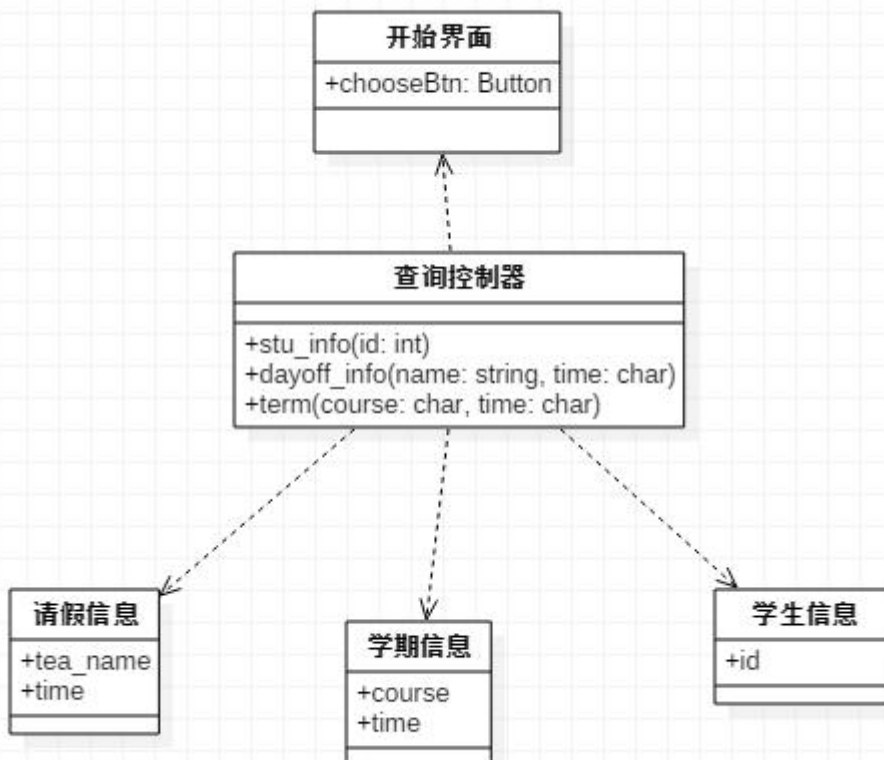 开始界面
+chooseBtn: Button
查询控制器
+stu_info(id: int)
+dayoff_info(name: string, time: char)
+term(course: char, time: char)
请假信息
+tea_name
+time
学期信息
+course
+time
学生信息
+id